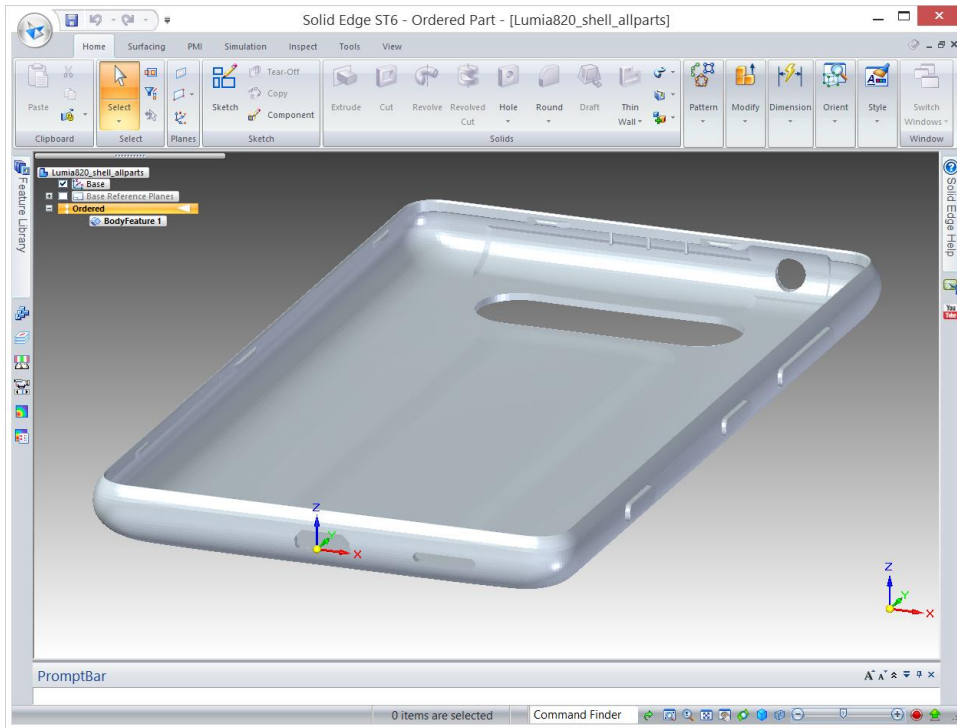 Solid Edge ST6 - Ordered Part - [Lumia820_shell_allparts]
Home Surfacing PMI Simulation Inspect Tools View
Paste
Clipboard
Select
Select
Planes
Sketch
Tear-Off
Copy
Component
Sketch
Extrude
Cut
Revolve
Revolved
Cut
Hole
Round
Draft
Thin
Wall
Solids
Pattern
Modify
Dimension
Orient
Style
Switch
Windows
Window
Feature Library
Lumia820_shell_allparts
Base
Base Reference Planes
Ordered
BodyFeature 1
Solid Edge Help
You
Tube
Z
Y
X
Z
Y
X
PromptBar
0 items are selected
Command Finder